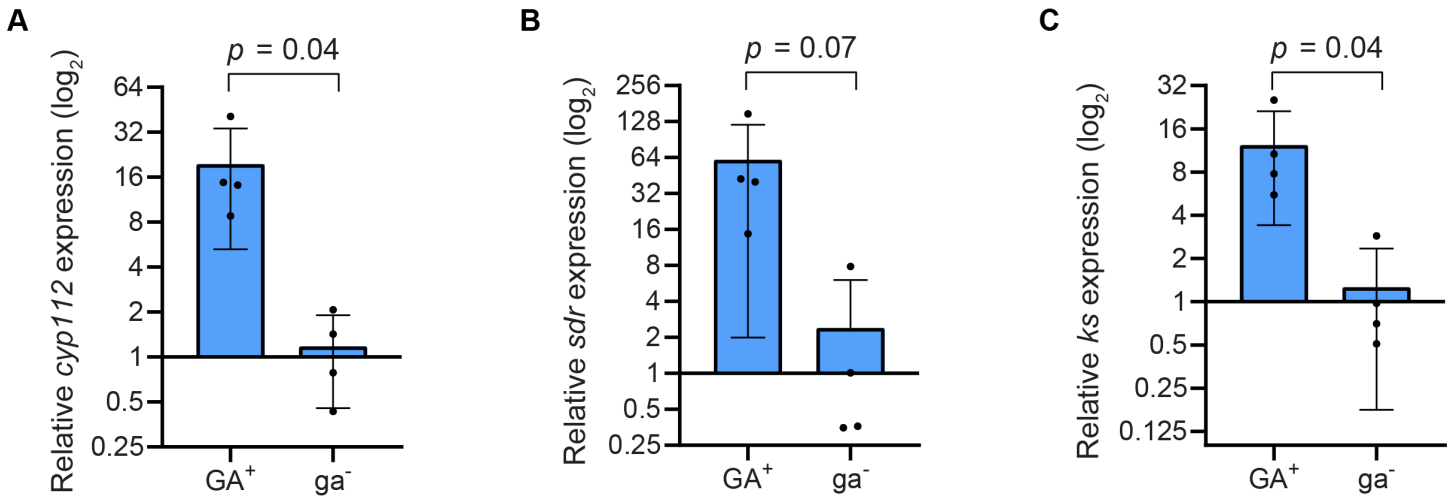 A
p = 0.04
Relative cyp112 expression (log₂)
64
32
16
8
4
2
1
0.5
0.25
GA⁺
ga⁻
B
p = 0.07
Relative sdr expression (log₂)
256
128
64
32
16
8
4
2
1
0.5
0.25
GA⁺
ga⁻
C
p = 0.04
Relative ks expression (log₂)
32
16
8
4
2
1
0.5
0.25
0.125
GA⁺
ga⁻